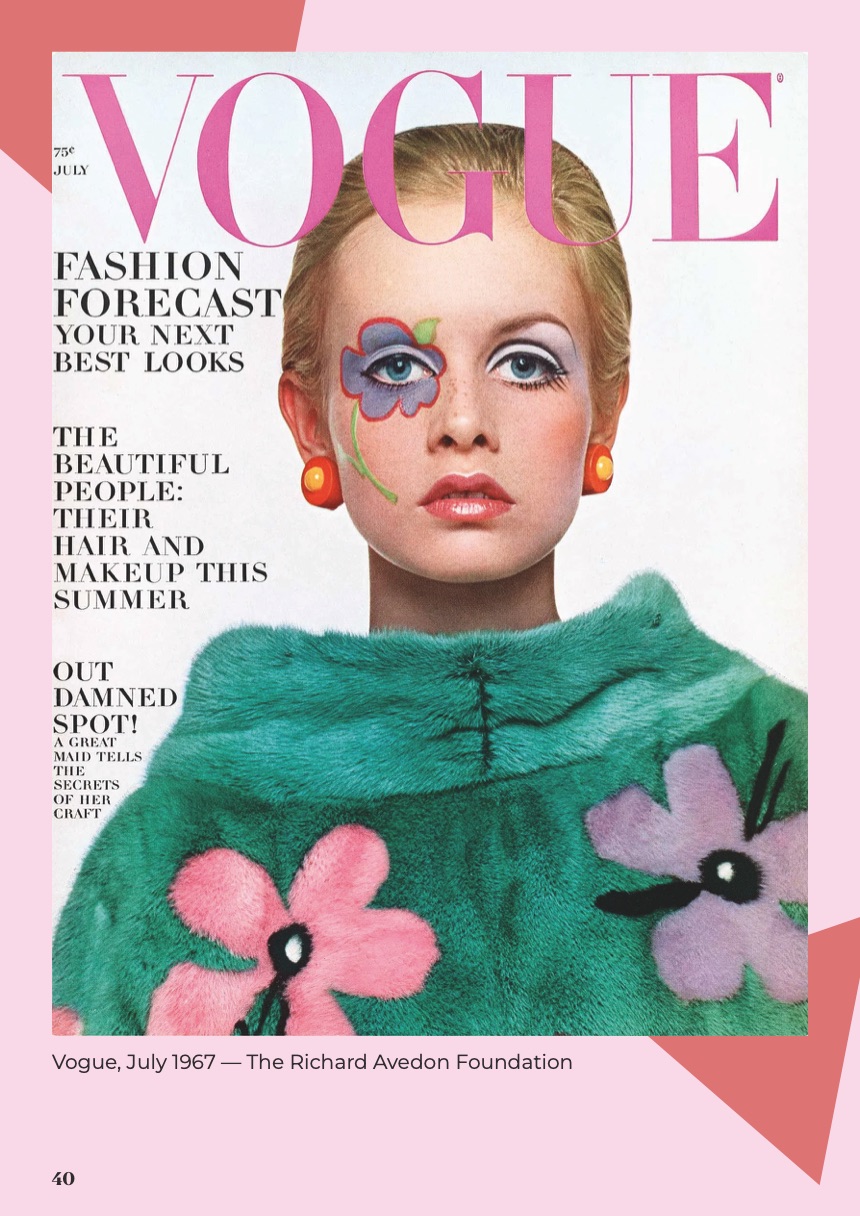 VOGUE
75¢
JULY
FASHION
FORECAST
YOUR NEXT
BEST LOOKS
THE
BEAUTIFUL
PEOPLE:
THEIR
HAIR AND
MAKEUP THIS
SUMMER
OUT
DAMNED
SPOT!
A GREAT
MAID TELLS
THE
SECRETS
OF HER
CRAFT
Vogue, July 1967 — The Richard Avedon Foundation
40